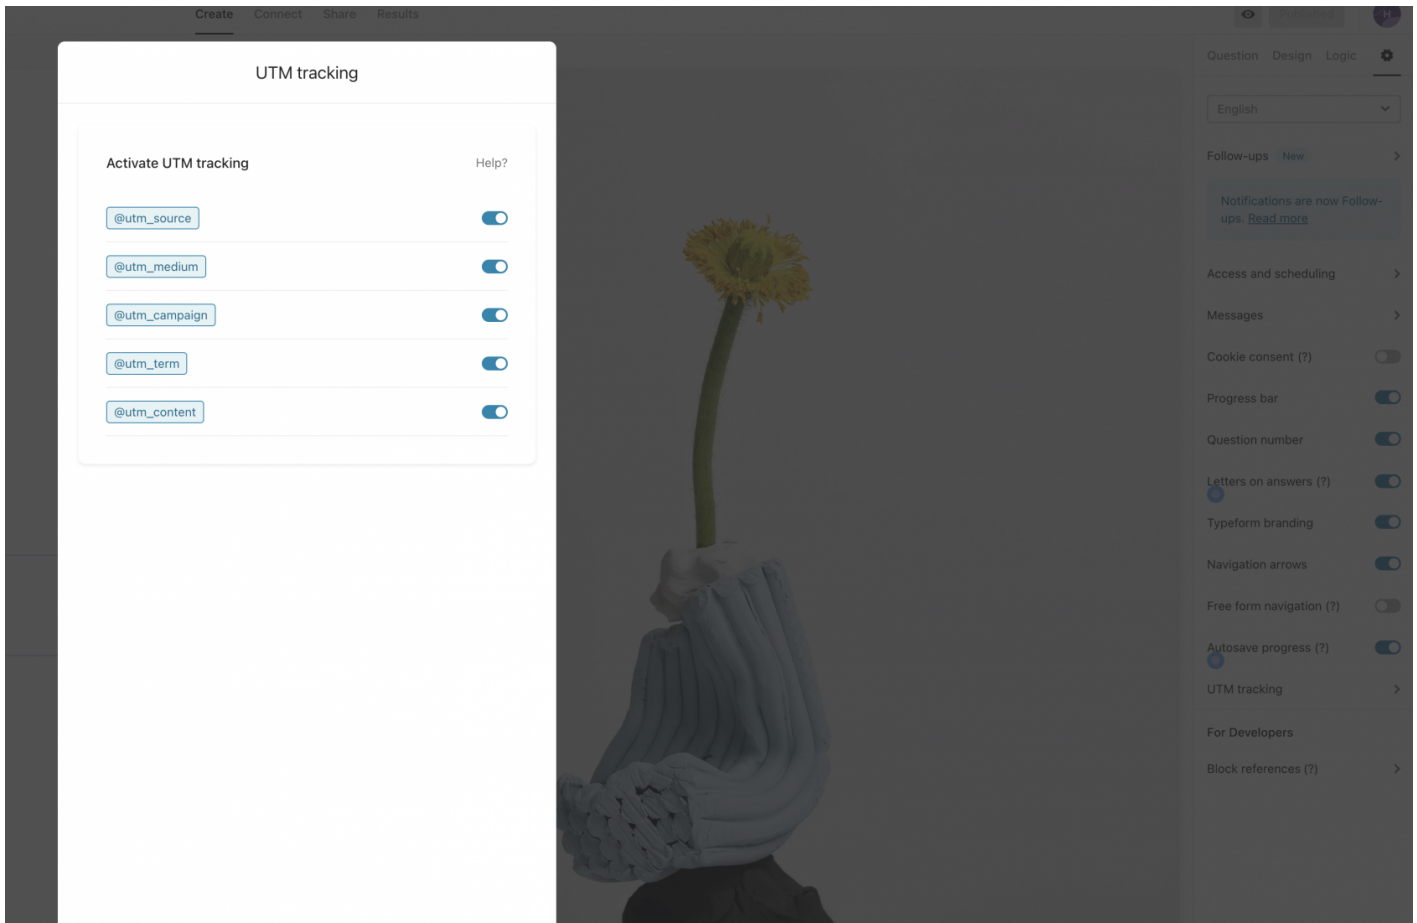 Create Connect Share Results
Published
H
UTM tracking
Activate UTM tracking
Help?
@utm_source
@utm_medium
@utm_campaign
@utm_term
@utm_content
Question Design Logic
English
Follow-ups New
Notifications are now Follow-
ups. Read more
Access and scheduling
Messages
Cookie consent (?)
Progress bar
Question number
Letters on answers (?)
Typeform branding
Navigation arrows
Free form navigation (?)
Autosave progress (?)
UTM tracking
For Developers
Block references (?)